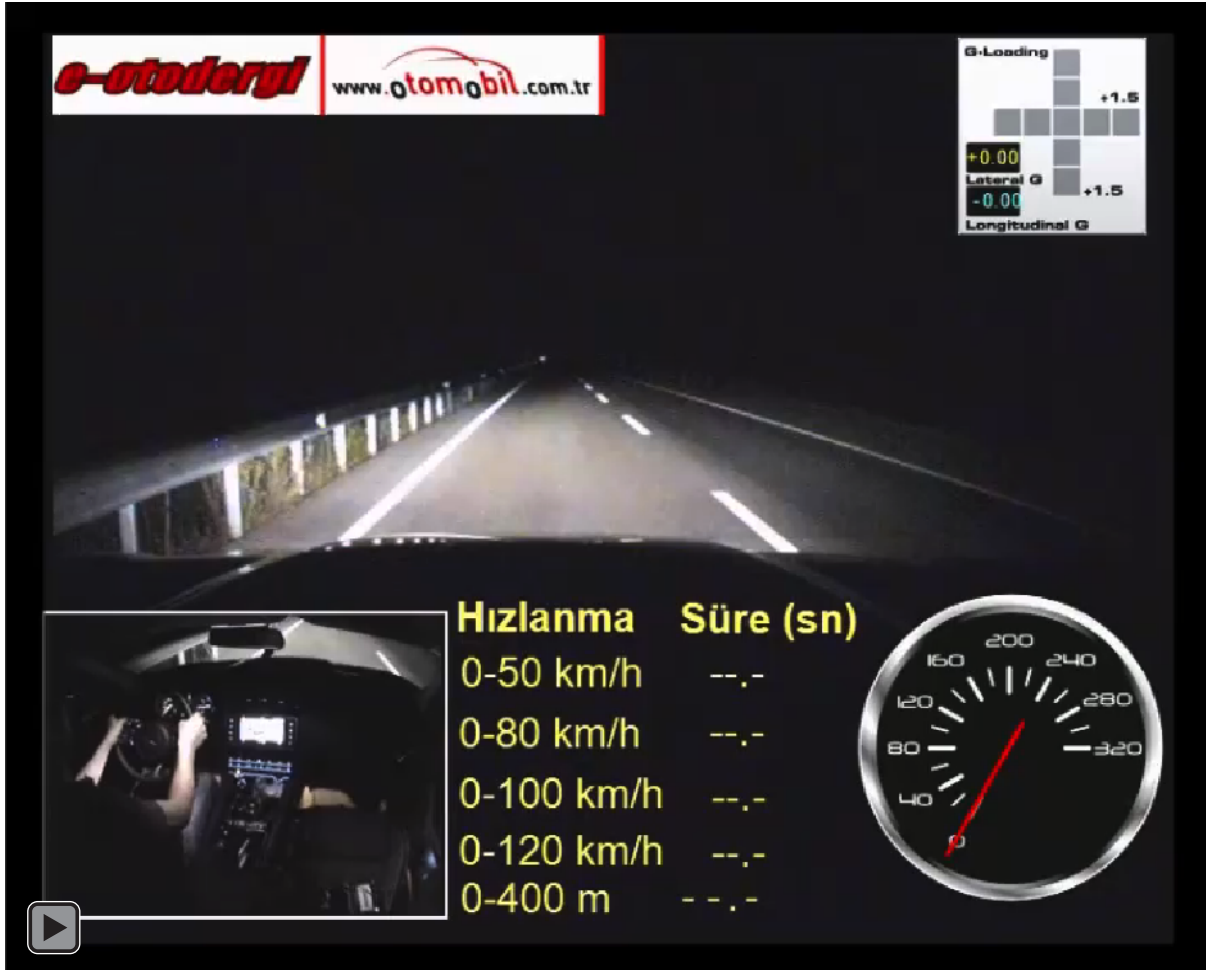 e-otodergi
www.otomobil.com.tr
G-Loading
+1.5
+0.00
Lateral G
-0.00
+1.5
Longitudinal G
Hızlanma Süre (sn)
0-50 km/h --.-
0-80 km/h --.-
0-100 km/h --.-
0-120 km/h --.-
0-400 m --.-
200
160 240
120 280
80 320
40
0